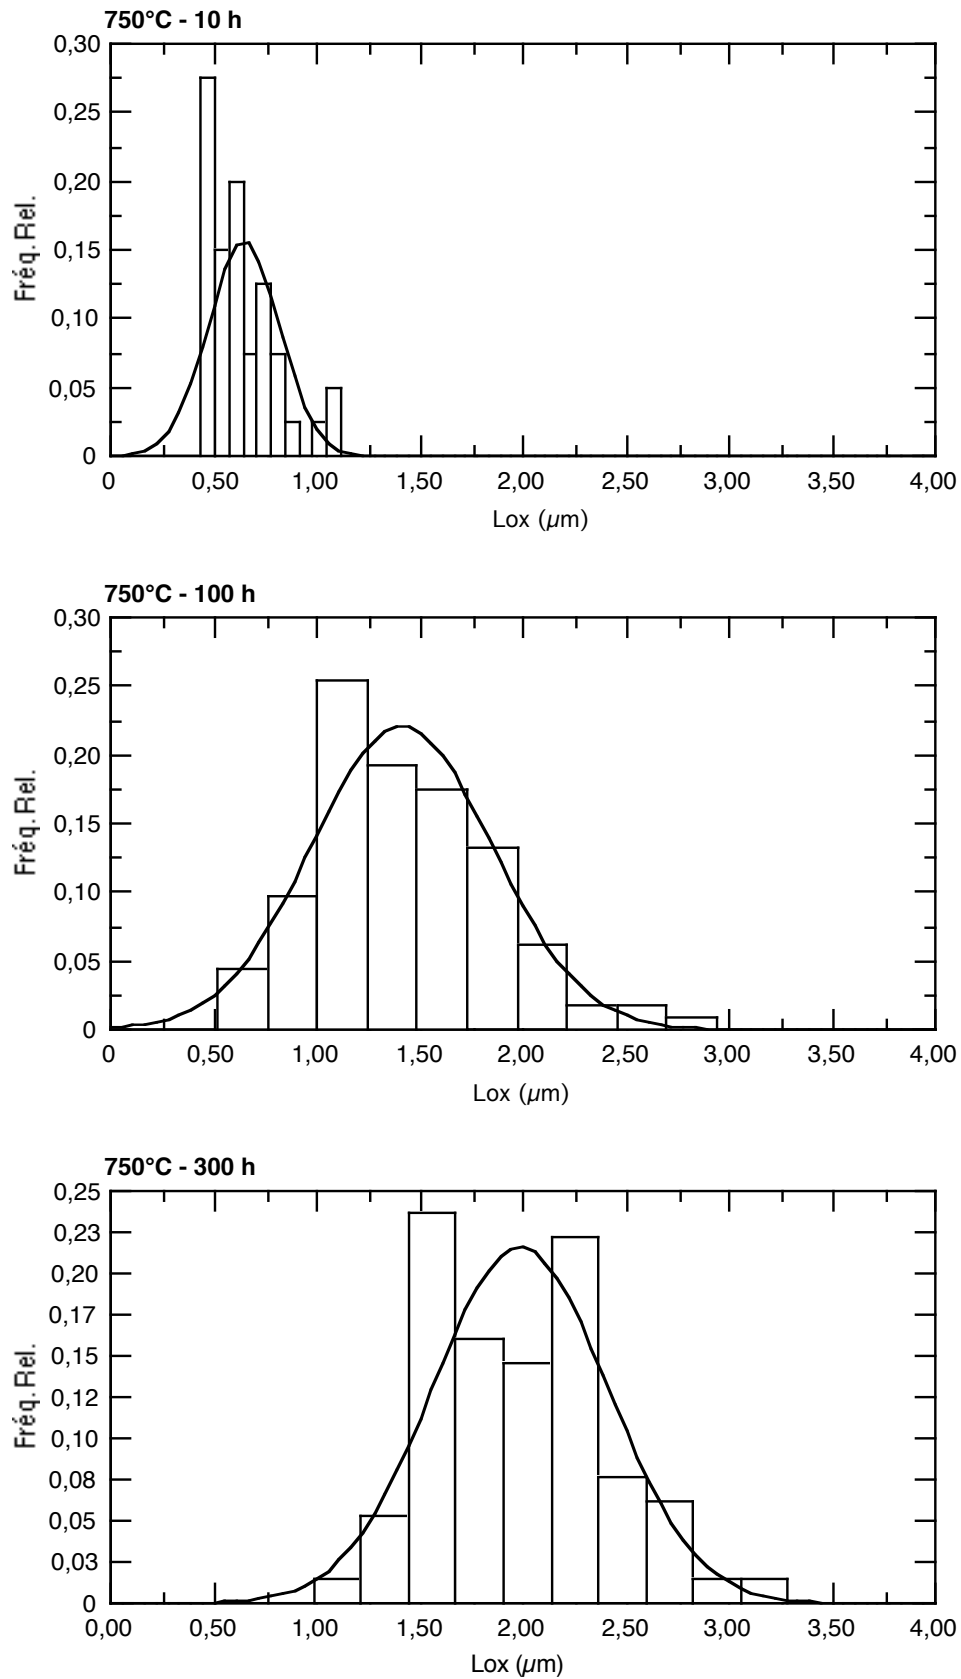 750°C - 10 h
0,30
0,25
0,20
0,15
0,10
0,05
0
Fréq. Rel.
0 0,50 1,00 1,50 2,00 2,50 3,00 3,50 4,00
Lox (µm)
750°C - 100 h
0,30
0,25
0,20
0,15
0,10
0,05
0
Fréq. Rel.
0 0,50 1,00 1,50 2,00 2,50 3,00 3,50 4,00
Lox (µm)
750°C - 300 h
0,25
0,23
0,20
0,17
0,15
0,12
0,10
0,08
0,05
0,03
0
Fréq. Rel.
0,00 0,50 1,00 1,50 2,00 2,50 3,00 3,50 4,00
Lox (µm)